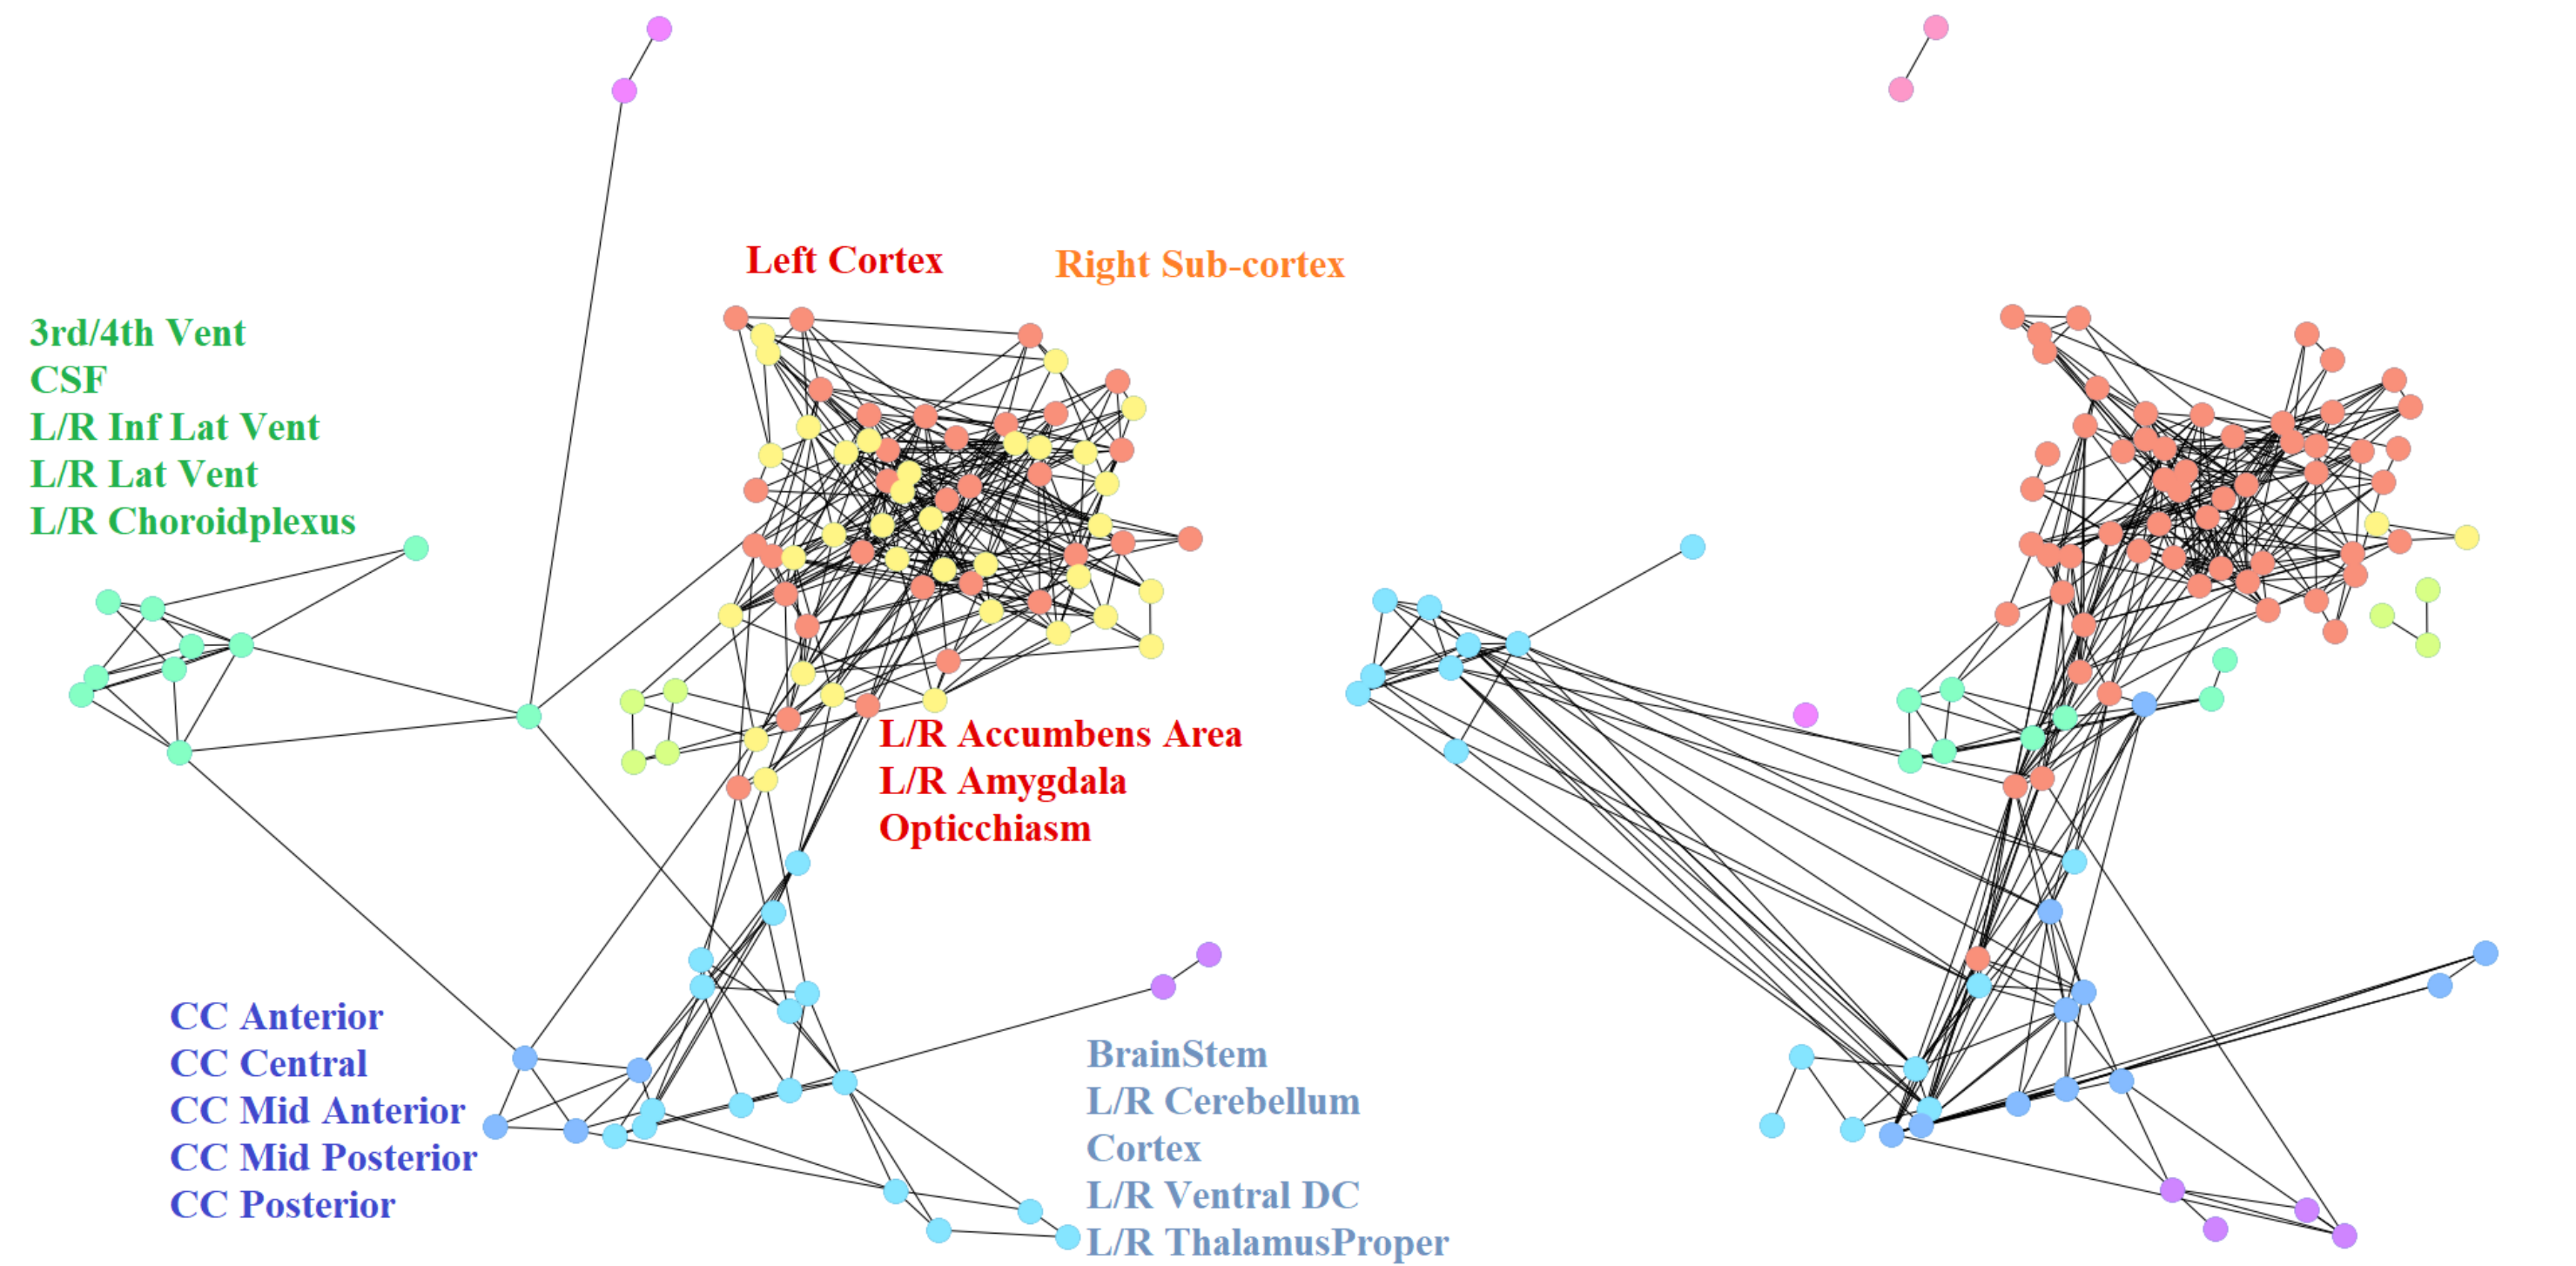 Left Cortex
Right Sub-cortex
3rd/4th Vent
CSF
L/R Inf Lat Vent
L/R Lat Vent
L/R Choroidplexus
L/R Accumbens Area
L/R Amygdala
Opticchiasm
CC Anterior
CC Central
CC Mid Anterior
CC Mid Posterior
CC Posterior
BrainStem
L/R Cerebellum
Cortex
L/R Ventral DC
L/R ThalamusProper